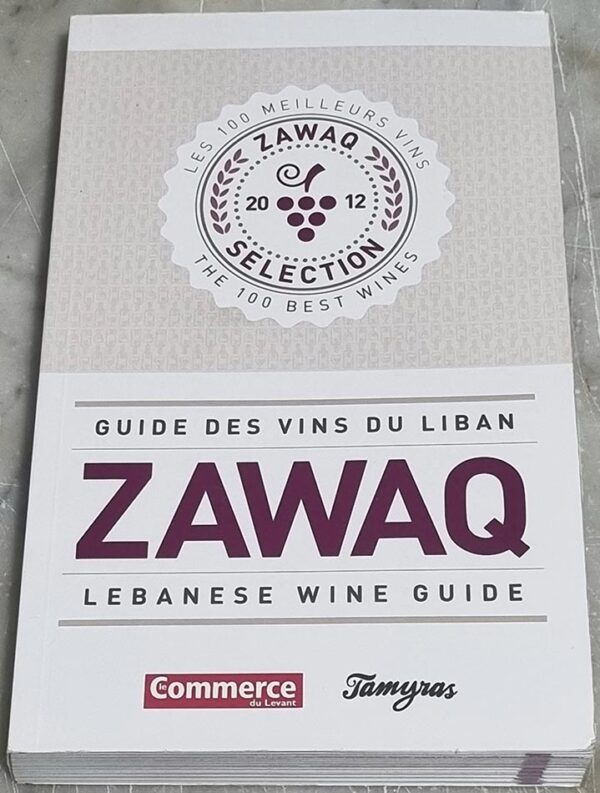 LES 100 MEILLEURS VINS
ZAWAQ
20 12
SELECTION
THE 100 BEST WINES
GUIDE DES VINS DU LIBAN
ZAWAQ
LEBANESE WINE GUIDE
le Commerce du Levant
Tamyras